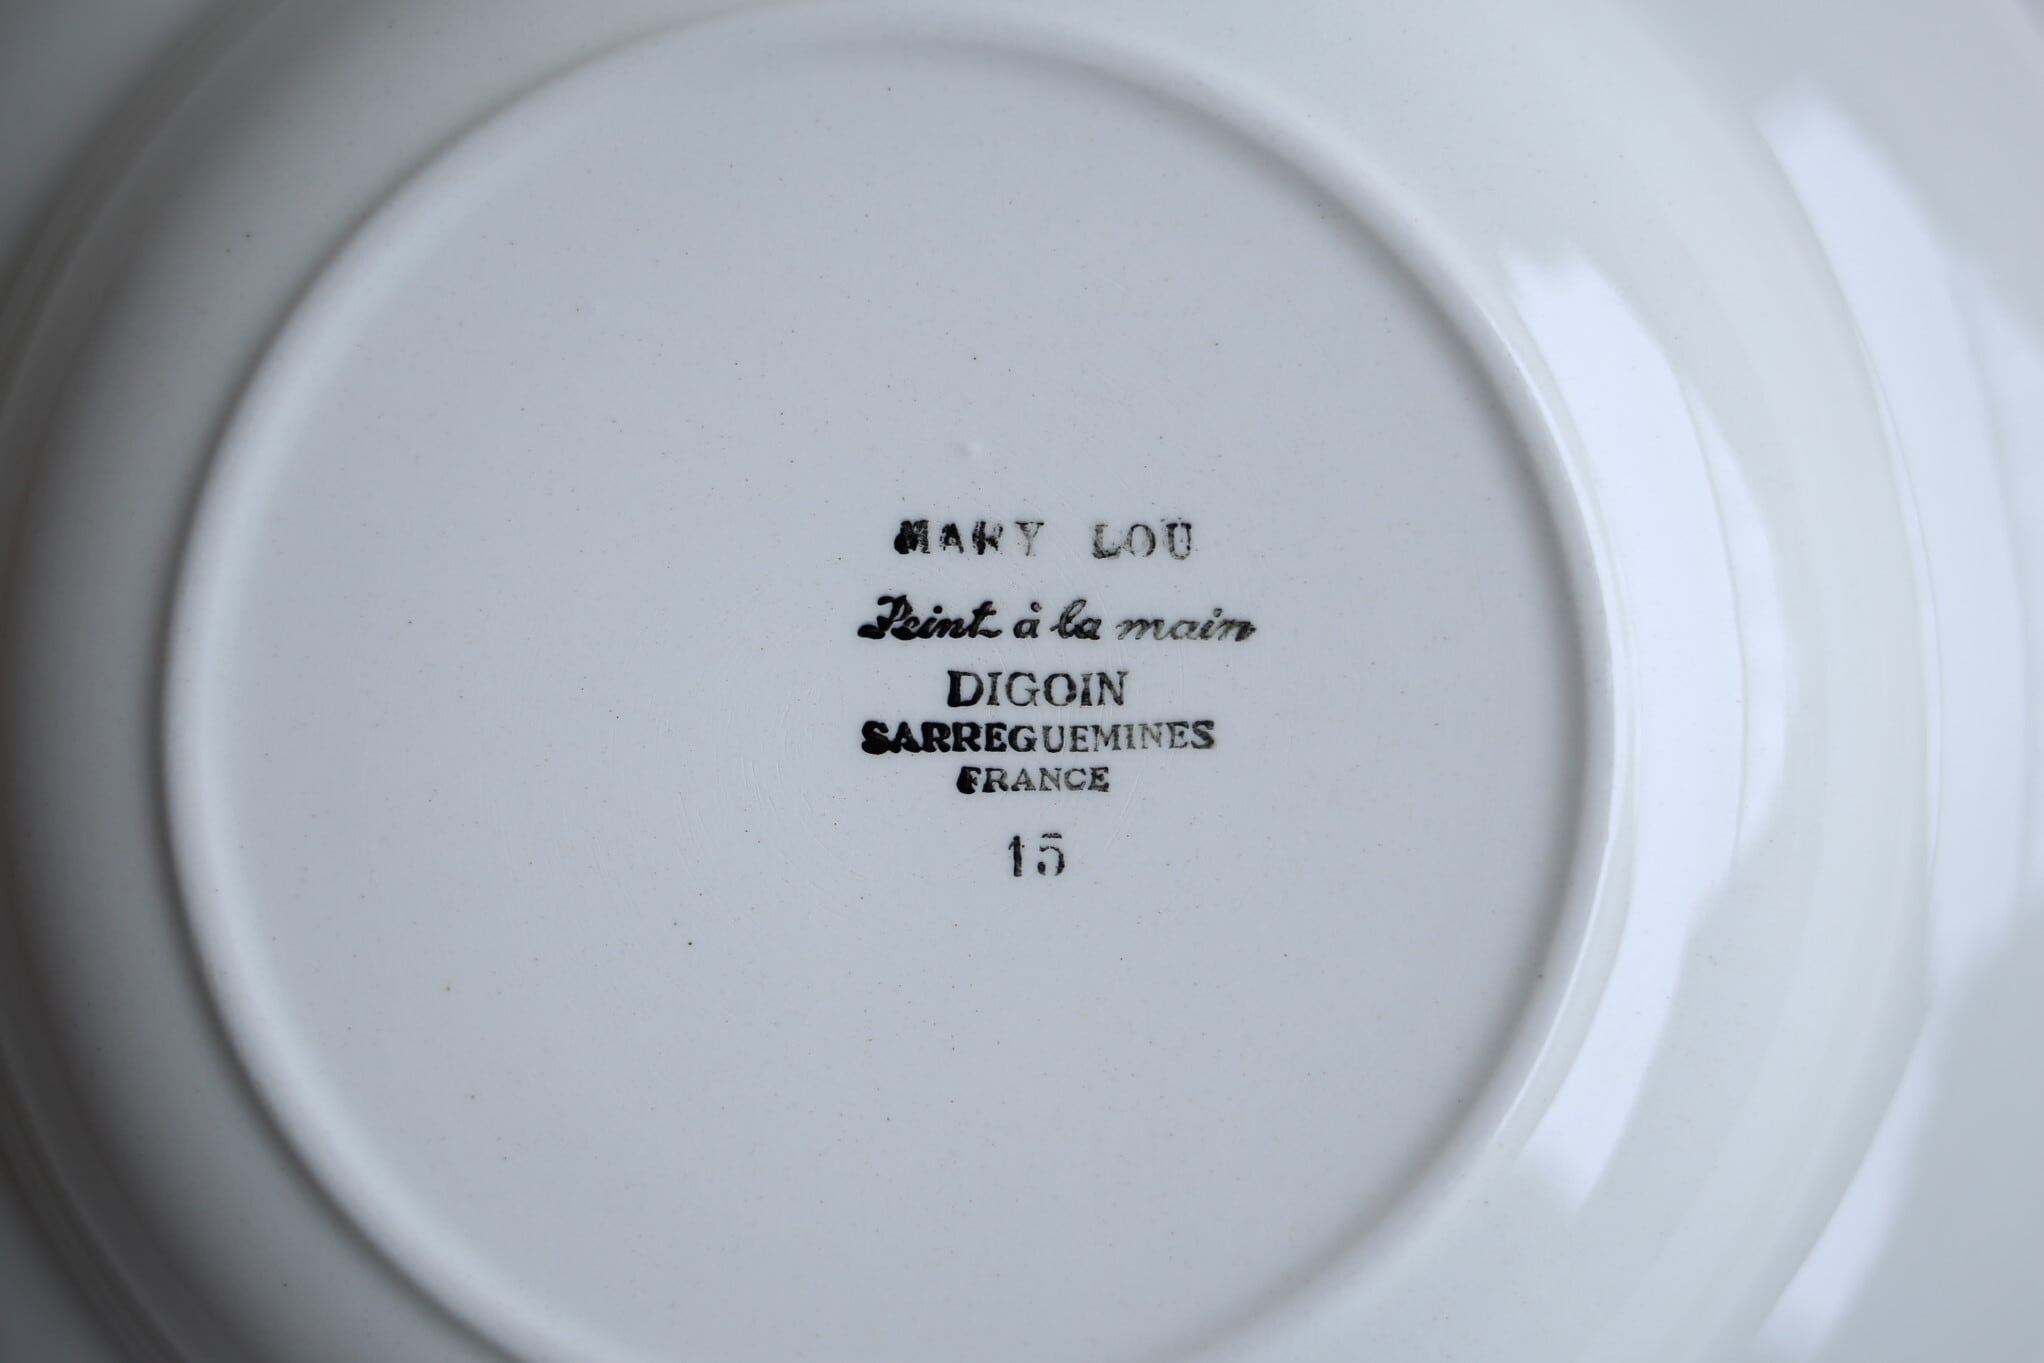 MARY LOU
Peint à la main
DIGOIN
SARREGUEMINES
FRANCE
15